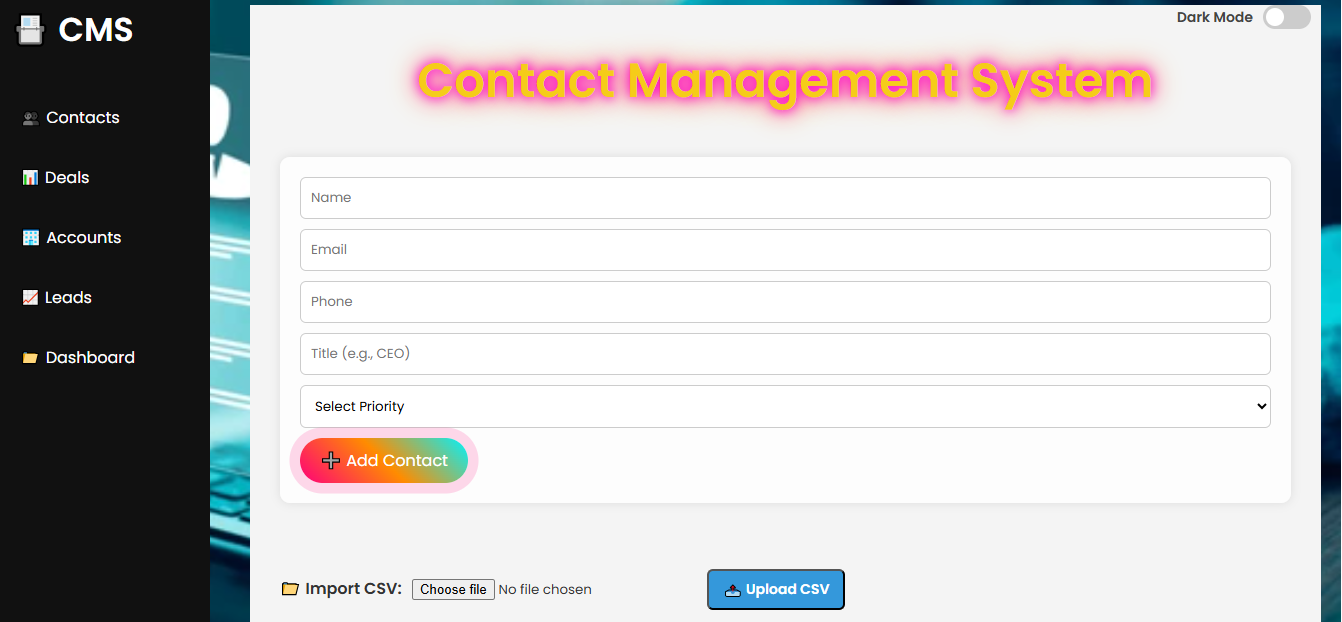 CMS
Contacts
Deals
Accounts
Leads
Dashboard
Dark Mode
Contact Management System
Name
Email
Phone
Title (e.g., CEO)
Select Priority
➕ Add Contact
Import CSV: Choose file No file chosen
Upload CSV